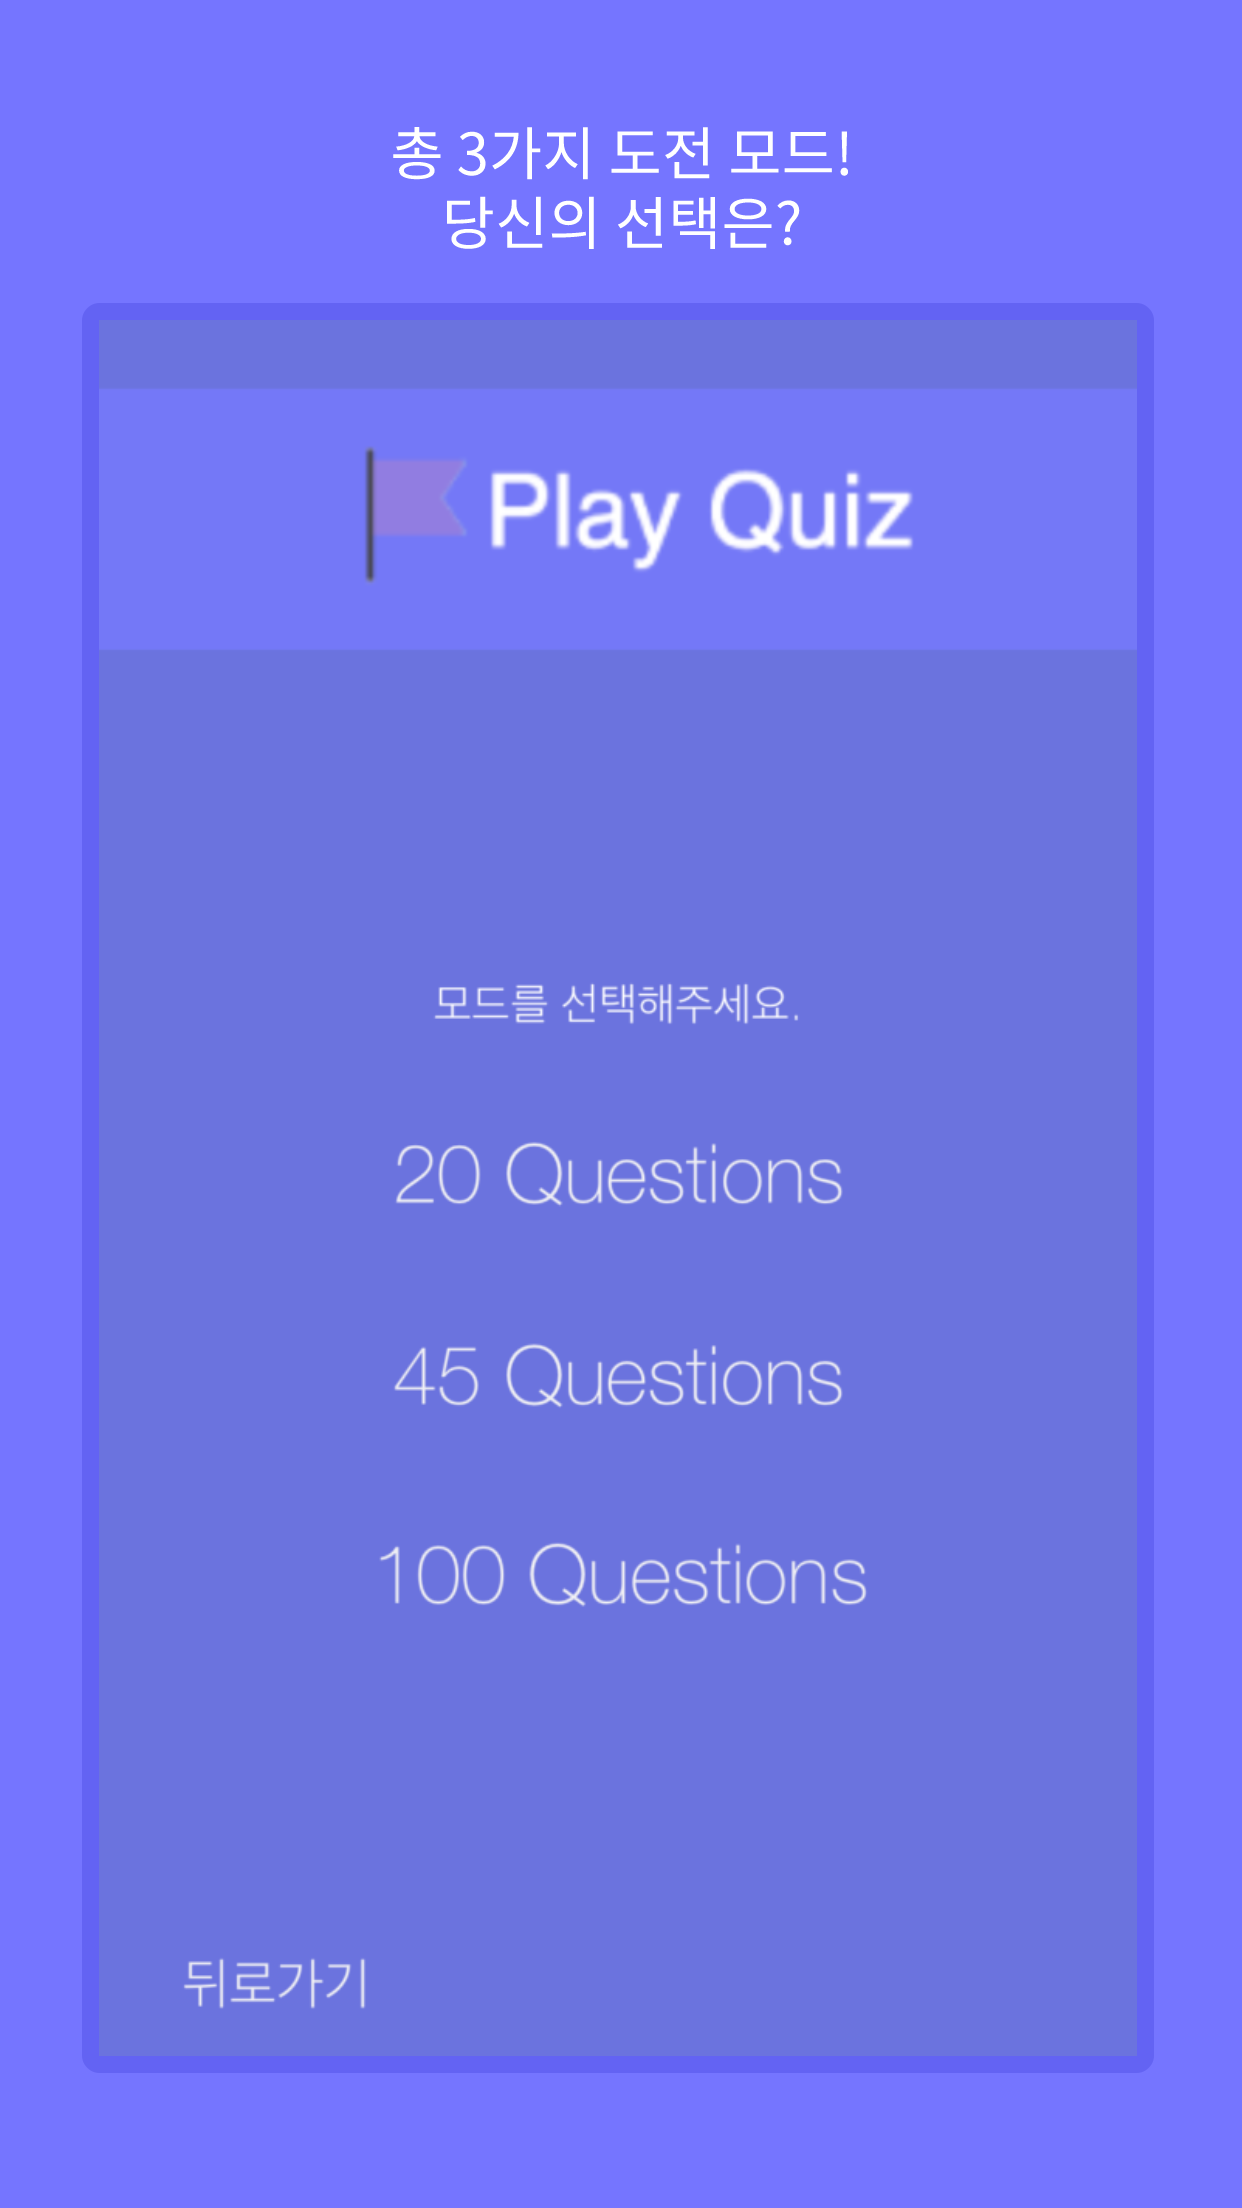 총 3가지 도전 모드!
당신의 선택은?
Play Quiz
모드를 선택해주세요.
20 Questions
45 Questions
100 Questions
뒤로가기